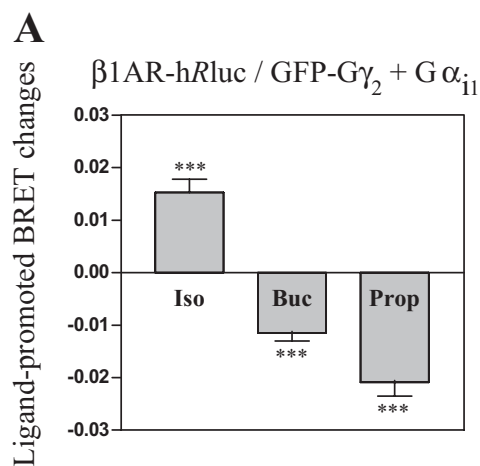 A
β1AR-hRluc / GFP-Gγ2 + G αi1
Ligand-promoted BRET changes
0.03
0.02
0.01
0.00
-0.01
-0.02
-0.03
***
Iso
Buc
Prop
***
***